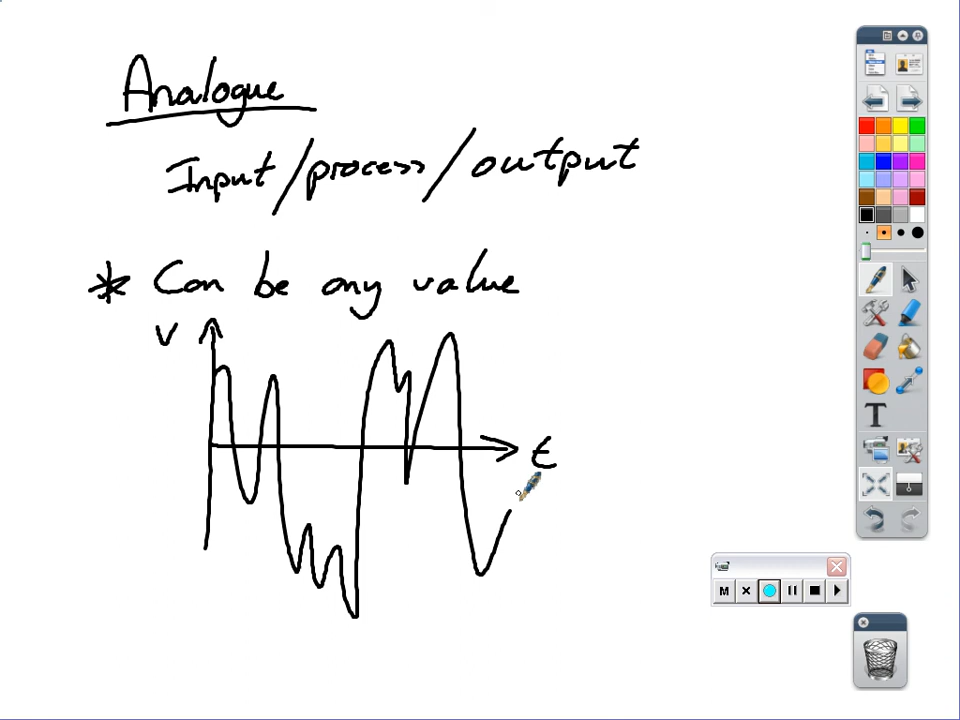 Analogue
Input/process/output
* Can be any value
V
t
M
T